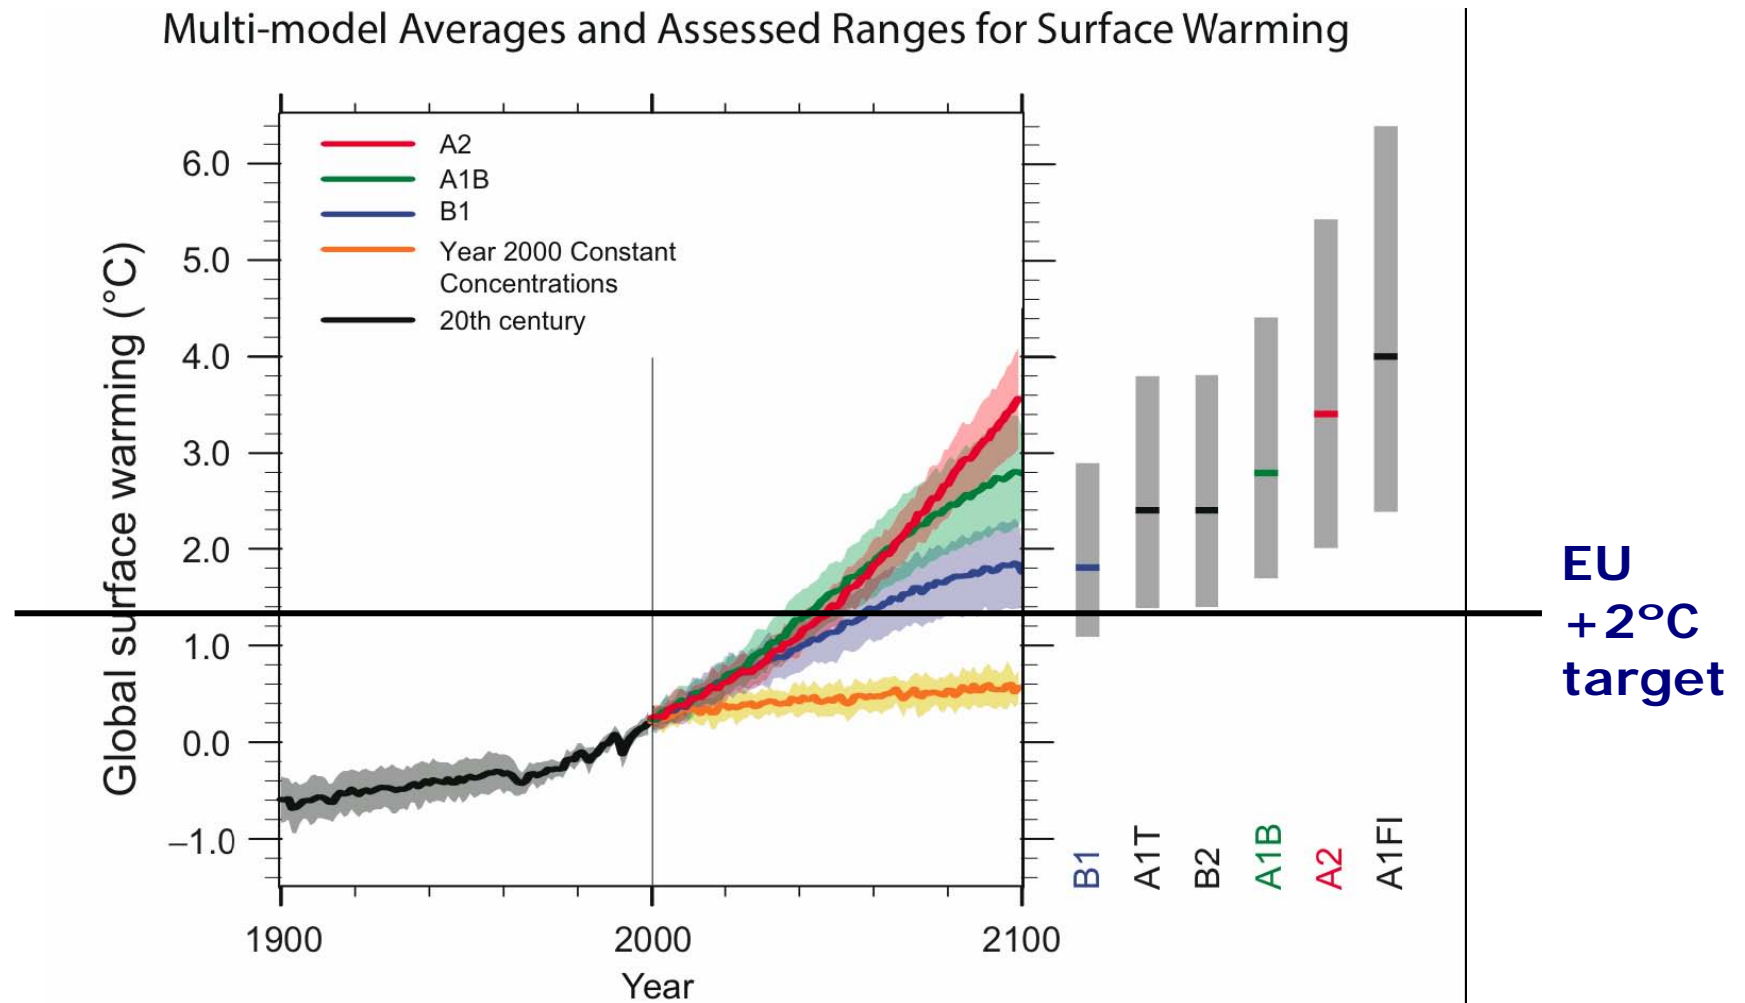 Multi-model Averages and Assessed Ranges for Surface Warming
A2
A1B
B1
Year 2000 Constant
Concentrations
20th century
Global surface warming (°C)
6.0
5.0
4.0
3.0
2.0
1.0
0.0
–1.0
1900
2000
2100
Year
B1
A1T
B2
A1B
A2
A1FI
EU
+2ºC
target